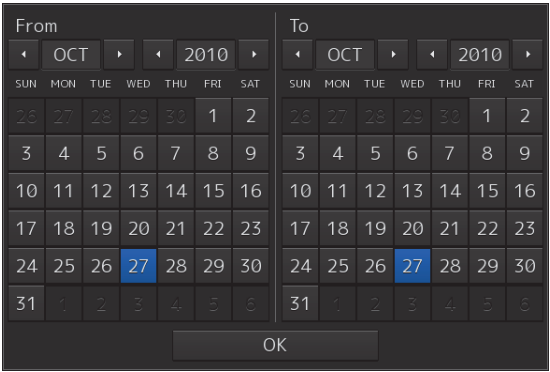 From To
OCT 2010 OCT 2010
SUN MON TUE WED THU FRI SAT SUN MON TUE WED THU FRI SAT
26 27 28 29 30 1 2 26 27 28 29 30 1 2
3 4 5 6 7 8 9 3 4 5 6 7 8 9
10 11 12 13 14 15 16 10 11 12 13 14 15 16
17 18 19 20 21 22 23 17 18 19 20 21 22 23
24 25 26 27 28 29 30 24 25 26 27 28 29 30
31 1 2 3 4 5 6 31 1 2 3 4 5 6
OK